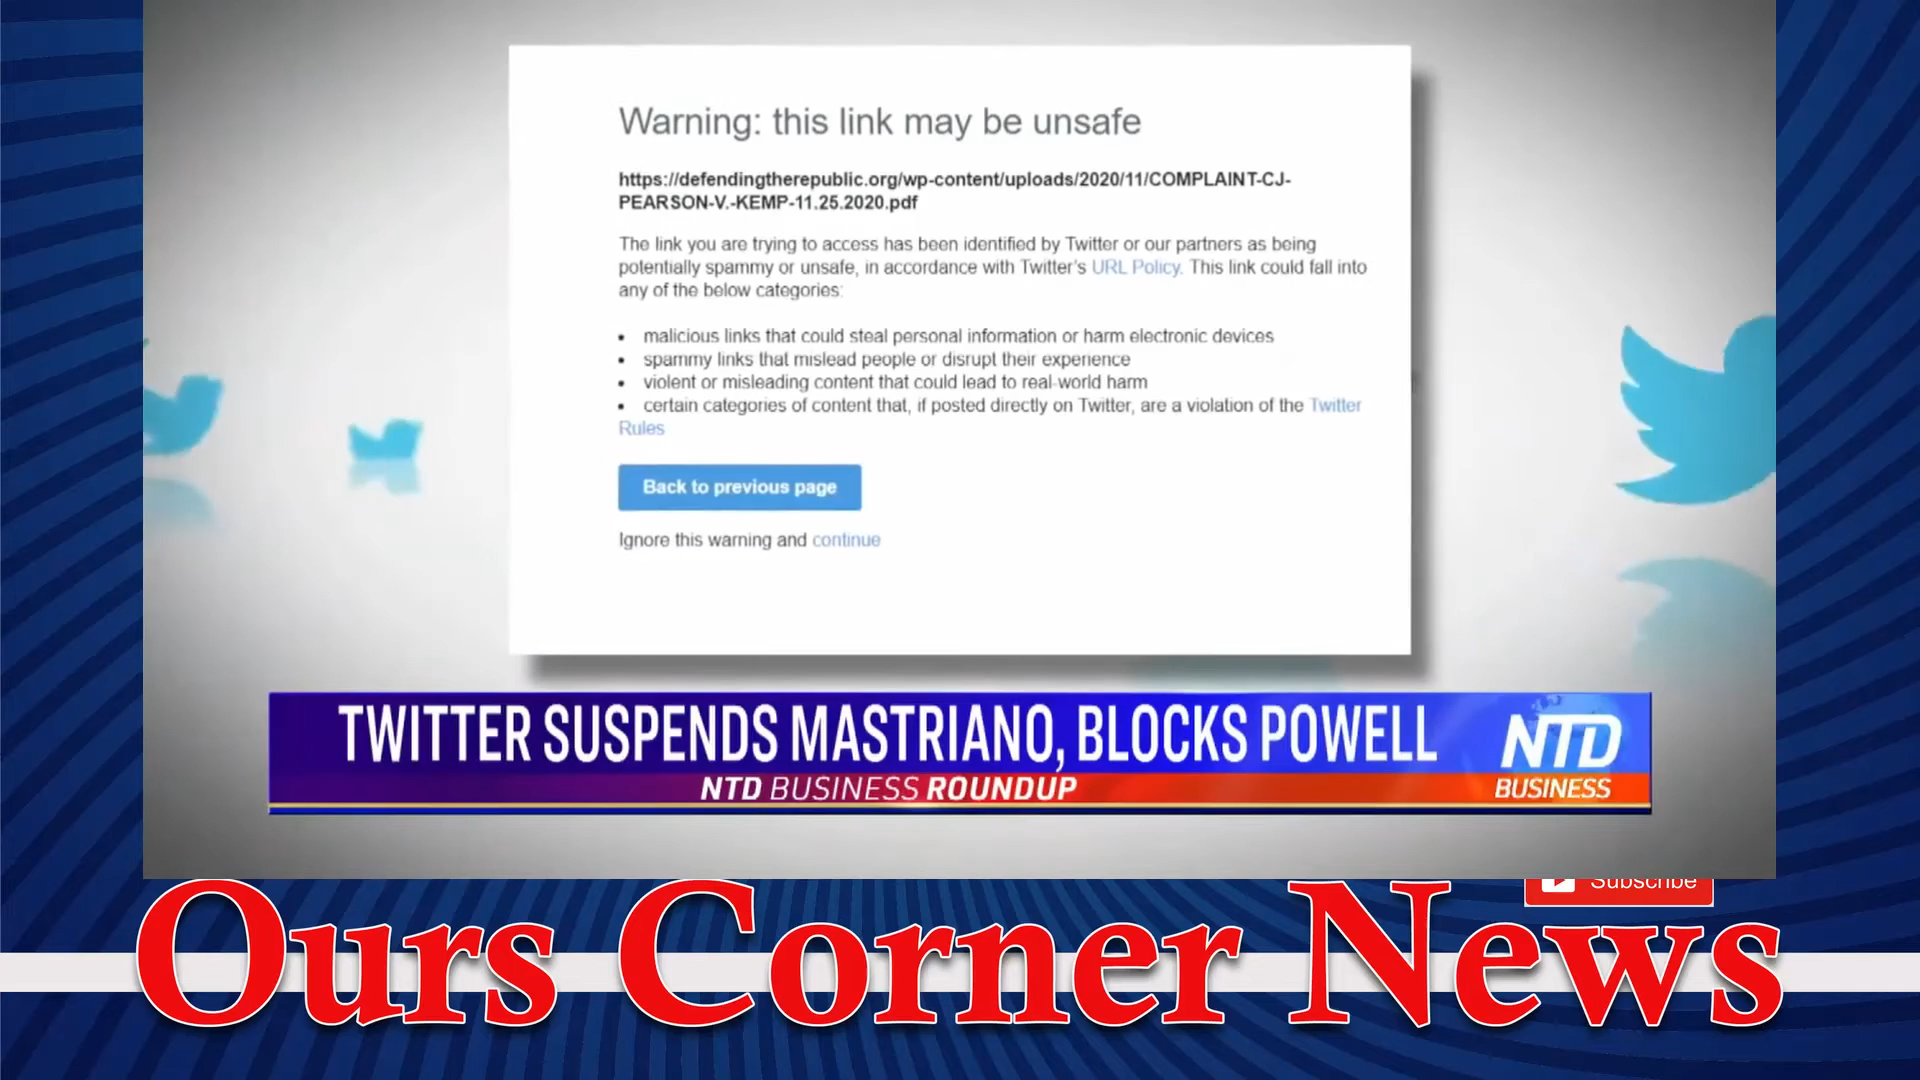 Warning: this link may be unsafe
https://defendingtherepublic.org/wp-content/uploads/2020/11/COMPLAINT-CJ-
PEARSON-V.-KEMP-11.25.2020.pdf
The link you are trying to access has been identified by Twitter or our partners as being
potentially spammy or unsafe, in accordance with Twitter's URL Policy. This link could fall into
any of the below categories:
• malicious links that could steal personal information or harm electronic devices
• spammy links that mislead people or disrupt their experience
• violent or misleading content that could lead to real-world harm
• certain categories of content that, if posted directly on Twitter, are a violation of the Twitter
Rules
Back to previous page
Ignore this warning and continue
TWITTER SUSPENDS MASTRIANO, BLOCKS POWELL
NTD BUSINESS ROUNDUP
NTD
BUSINESS
Subscribe
Ours Corner News